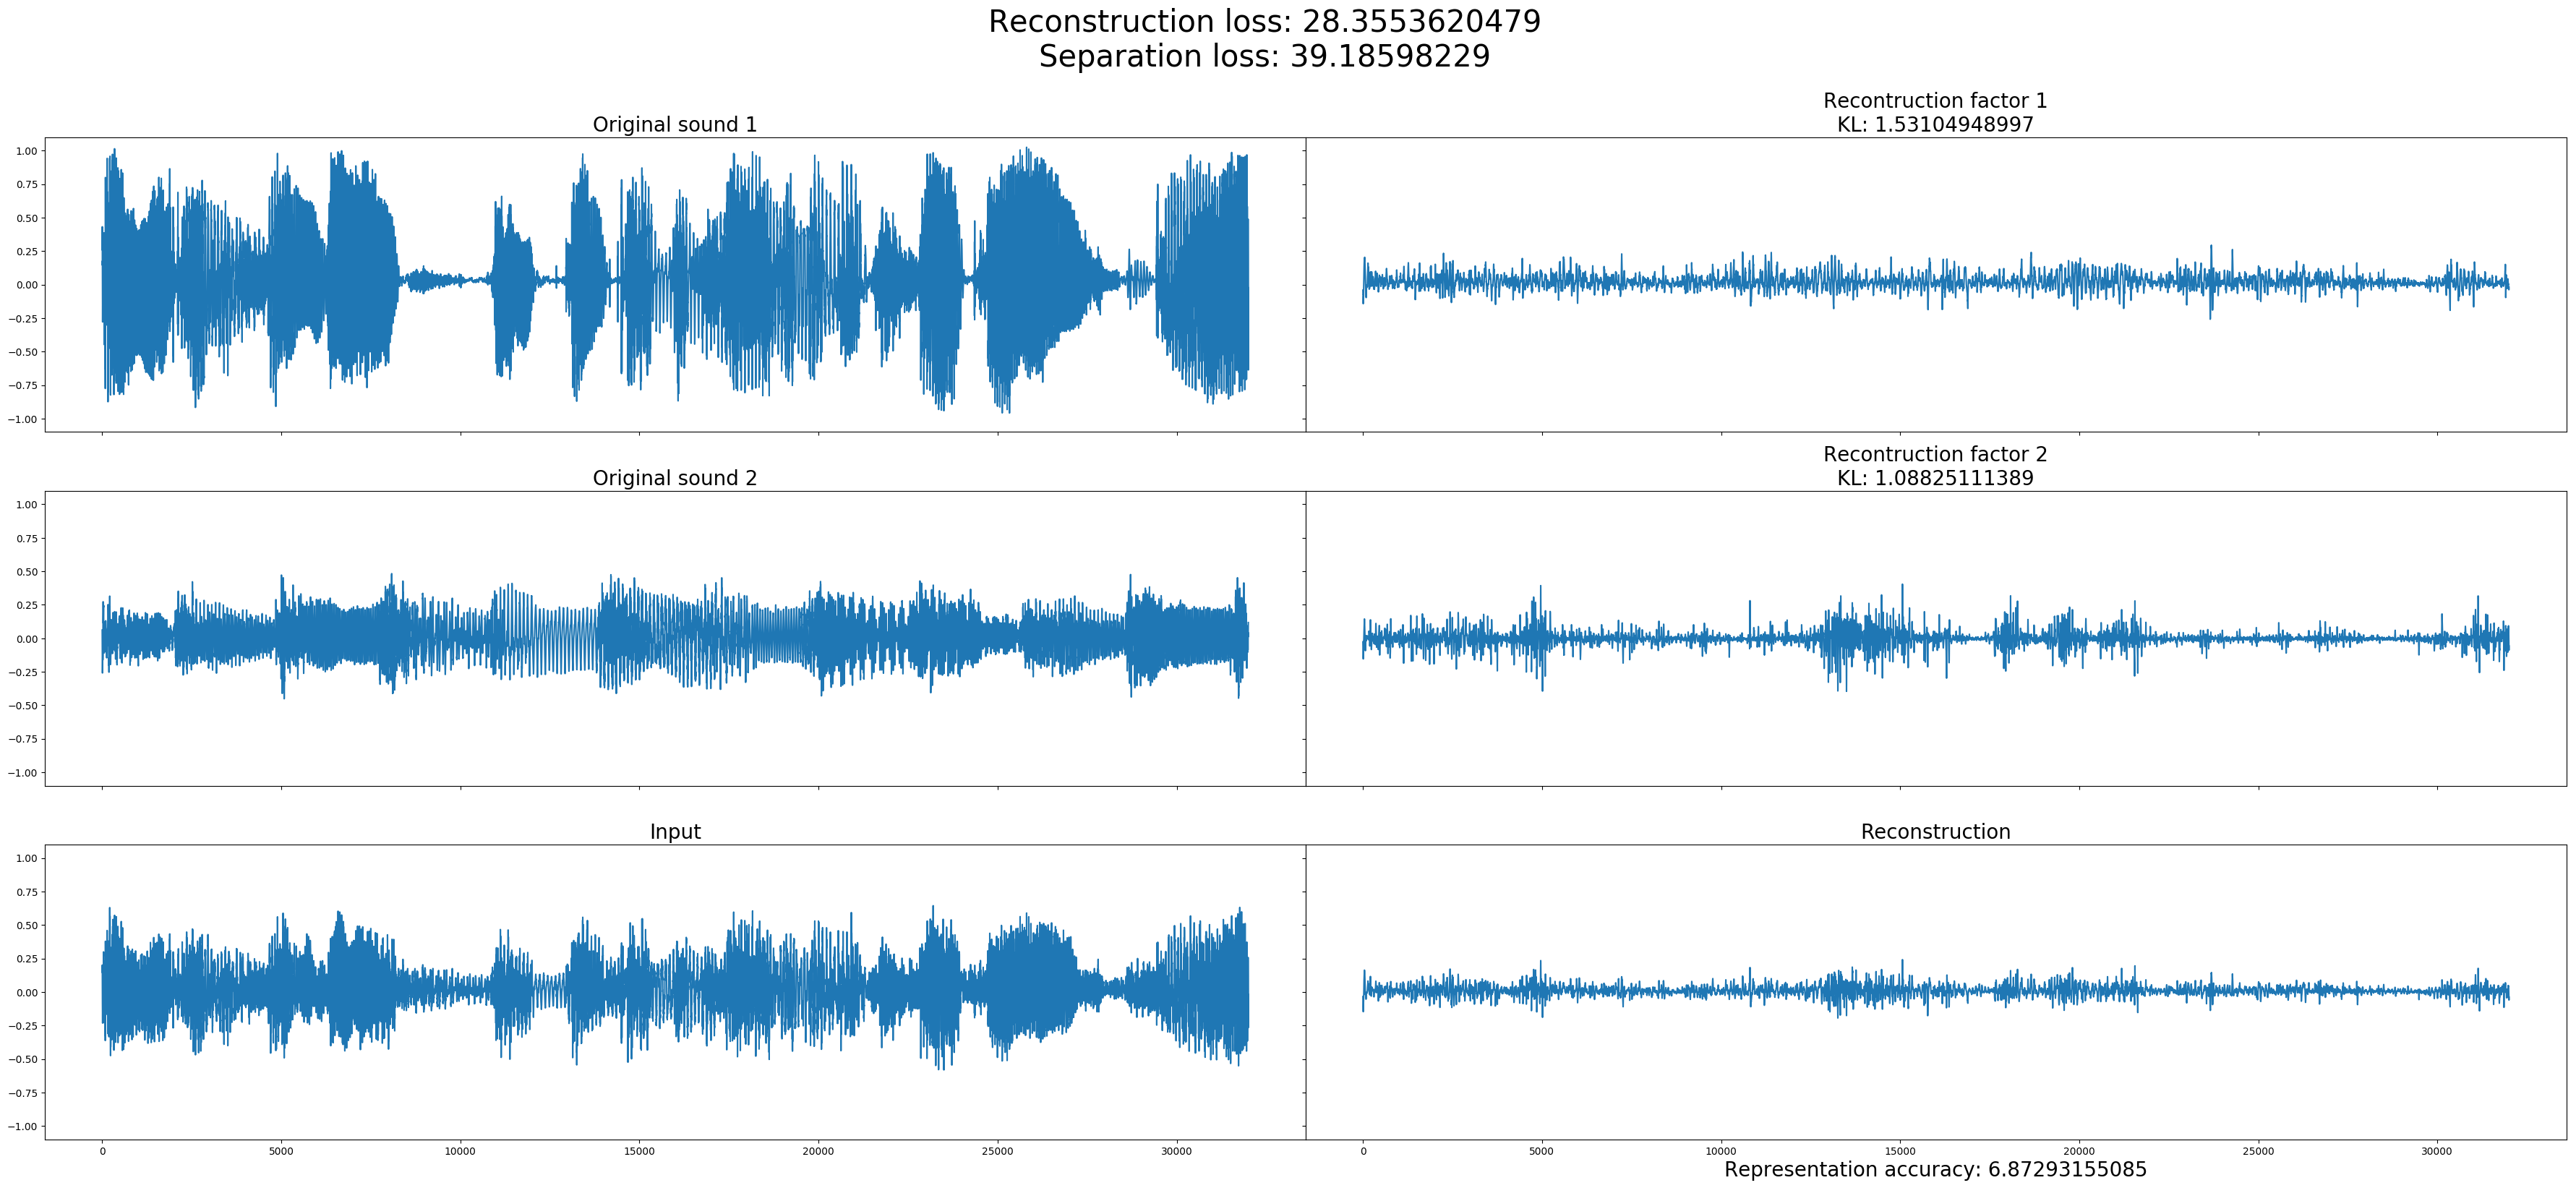 Reconstruction loss: 28.3553620479
Separation loss: 39.18598229
Original sound 1
Recontruction factor 1
KL: 1.53104948997
1.00
0.75
0.50
0.25
0.00
−0.25
−0.50
−0.75
−1.00
Original sound 2
Recontruction factor 2
KL: 1.08825111389
1.00
0.75
0.50
0.25
0.00
−0.25
−0.50
−0.75
−1.00
Input
Reconstruction
1.00
0.75
0.50
0.25
0.00
−0.25
−0.50
−0.75
−1.00
0 5000 10000 15000 20000 25000 30000
0 5000 10000 15000 20000 25000 30000
Representation accuracy: 6.87293155085